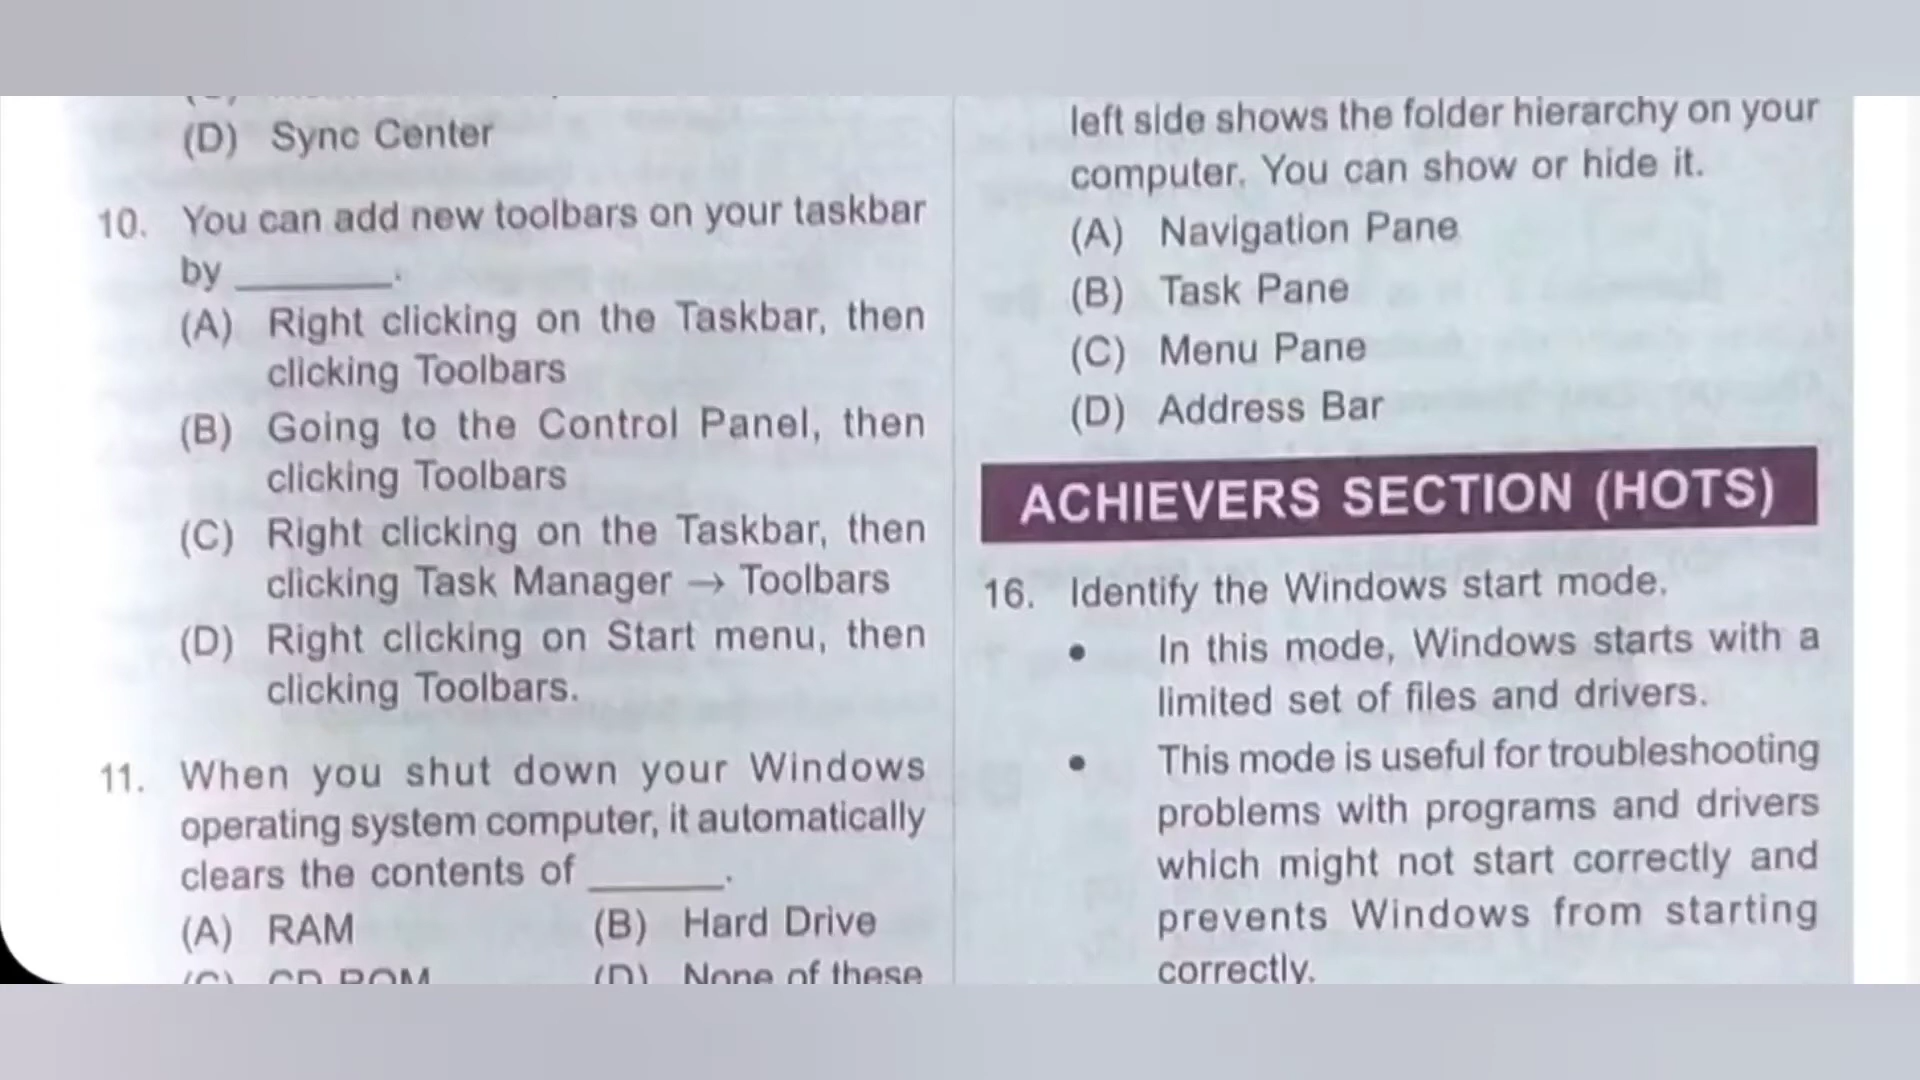 (D) Sync Center
10. You can add new toolbars on your taskbar
by ________.
(A) Right clicking on the Taskbar, then
clicking Toolbars
(B) Going to the Control Panel, then
clicking Toolbars
(C) Right clicking on the Taskbar, then
clicking Task Manager → Toolbars
(D) Right clicking on Start menu, then
clicking Toolbars.
11. When you shut down your Windows
operating system computer, it automatically
clears the contents of _______.
(A) RAM (B) Hard Drive
(C) CD ROM (D) None of these
left side shows the folder hierarchy on your
computer. You can show or hide it.
(A) Navigation Pane
(B) Task Pane
(C) Menu Pane
(D) Address Bar
ACHIEVERS SECTION (HOTS)
16. Identify the Windows start mode.
• In this mode, Windows starts with a
limited set of files and drivers.
• This mode is useful for troubleshooting
problems with programs and drivers
which might not start correctly and
prevents Windows from starting
correctly.